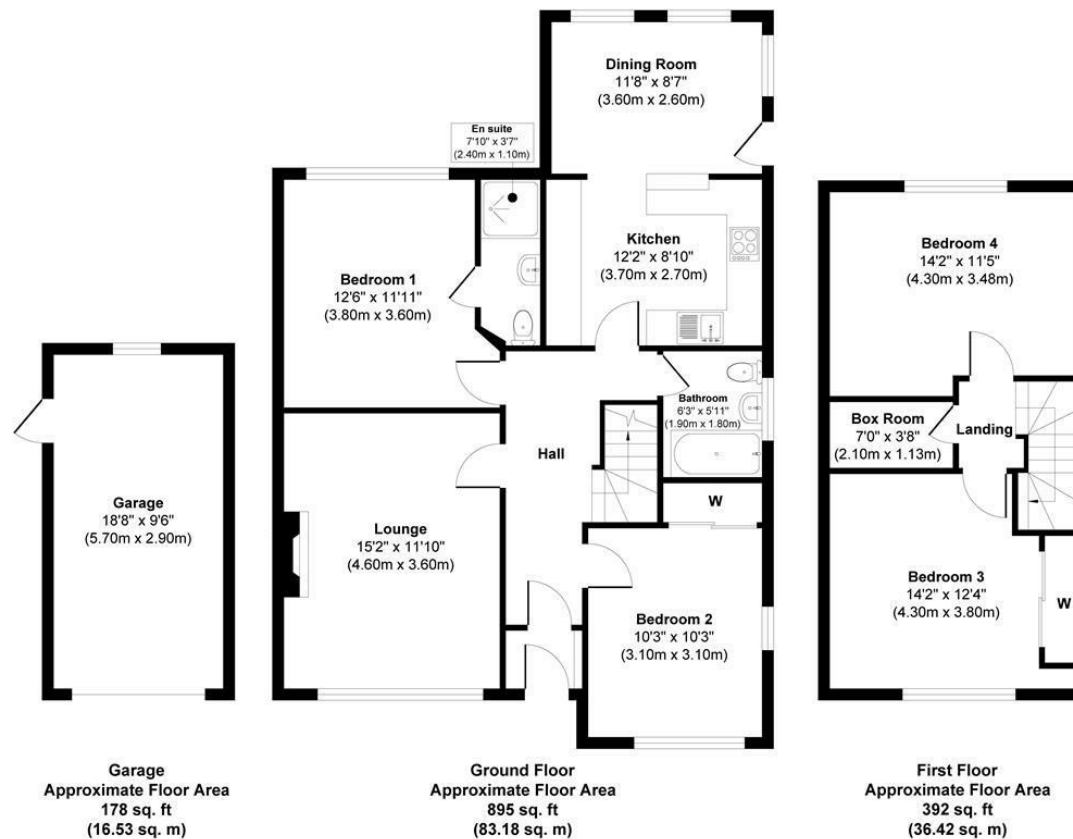 Dining Room
11'8" x 8'7"
(3.60m x 2.60m)
En suite
7'10" x 3'7"
(2.40m x 1.10m)
Kitchen
12'2" x 8'10"
(3.70m x 2.70m)
Bedroom 1
12'6" x 11'11"
(3.80m x 3.60m)
Bathroom
6'3" x 5'11"
(1.90m x 1.80m)
Hall
W
Lounge
15'2" x 11'10"
(4.60m x 3.60m)
Bedroom 2
10'3" x 10'3"
(3.10m x 3.10m)
Garage
18'8" x 9'6"
(5.70m x 2.90m)
Bedroom 4
14'2" x 11'5"
(4.30m x 3.48m)
Box Room
7'0" x 3'8"
(2.10m x 1.13m)
Landing
Bedroom 3
14'2" x 12'4"
(4.30m x 3.80m)
W
Garage
Approximate Floor Area
178 sq. ft
(16.53 sq. m)
Ground Floor
Approximate Floor Area
895 sq. ft
(83.18 sq. m)
First Floor
Approximate Floor Area
392 sq. ft
(36.42 sq. m)